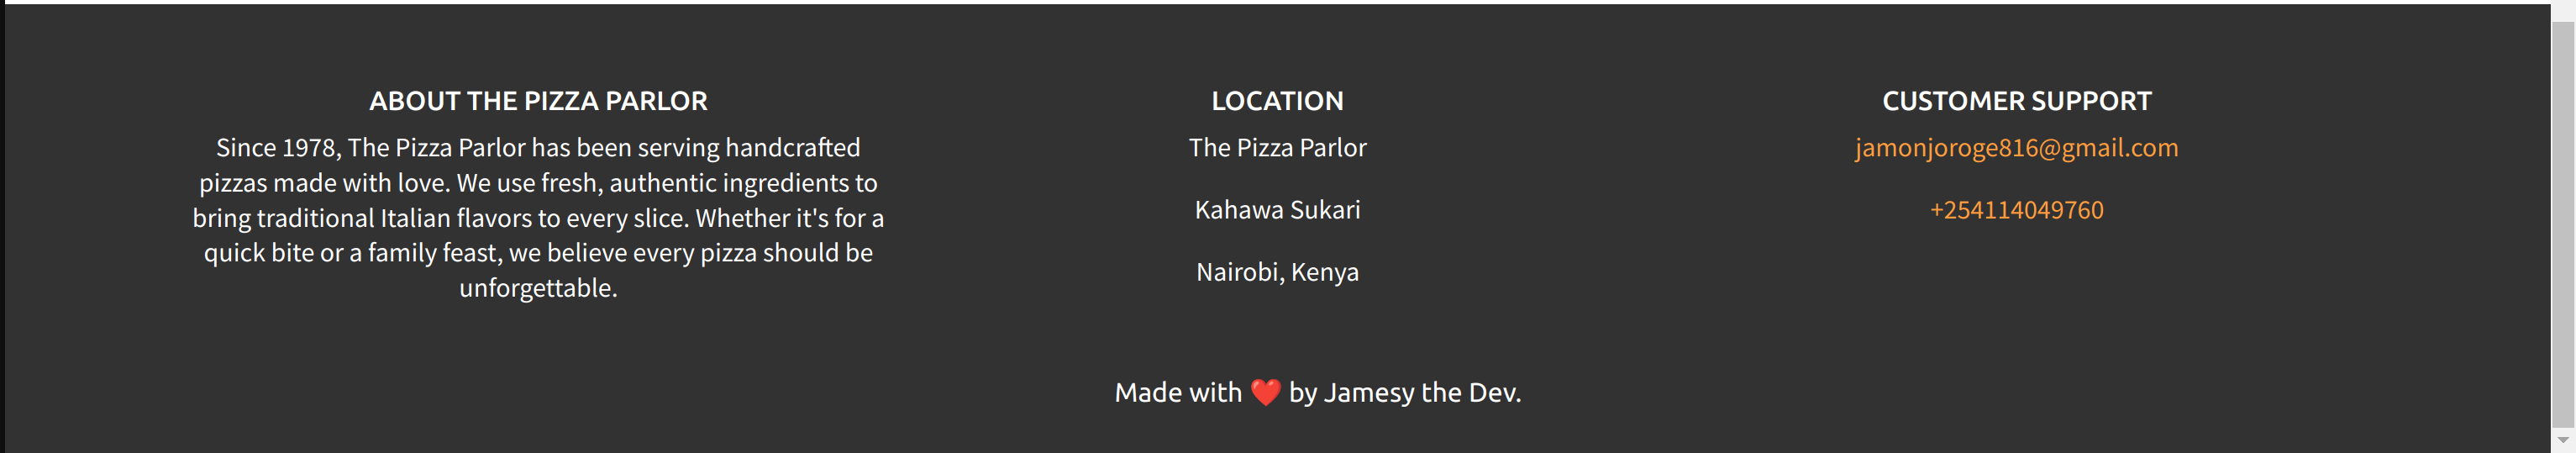 ABOUT THE PIZZA PARLOR
Since 1978, The Pizza Parlor has been serving handcrafted
pizzas made with love. We use fresh, authentic ingredients to
bring traditional Italian flavors to every slice. Whether it's for a
quick bite or a family feast, we believe every pizza should be
unforgettable.
LOCATION
The Pizza Parlor
Kahawa Sukari
Nairobi, Kenya
CUSTOMER SUPPORT
jamonjoroge816@gmail.com
+254114049760
Made with ❤️ by Jamesy the Dev.